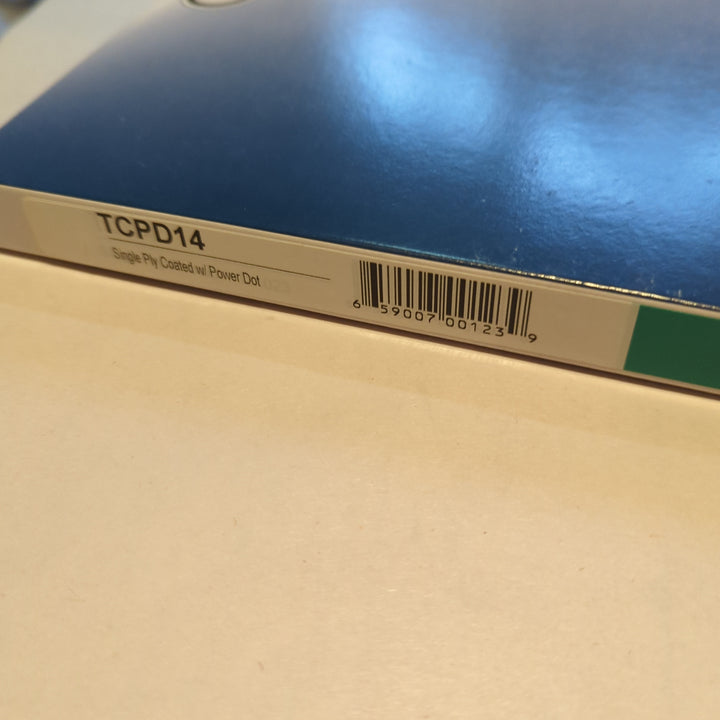 TCPD14
Single Ply Coated w/ Power Dot
6 59007 00123 9